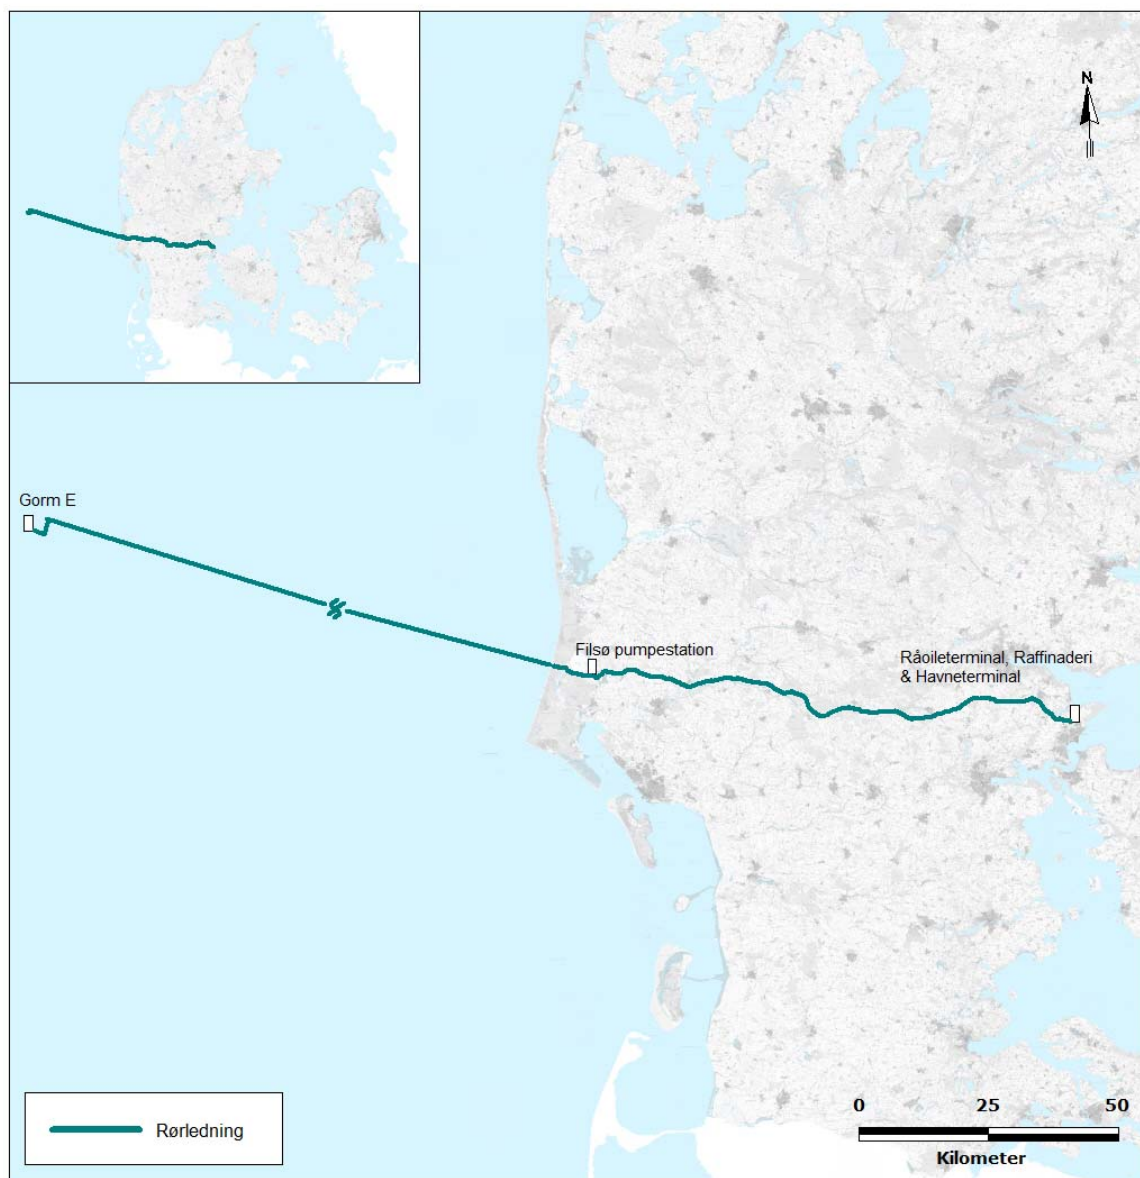 N
Gorm E
Filsø pumpestation
Råoileterminal, Raffinaderi
& Havneterminal
Rørledning
0 25 50
Kilometer